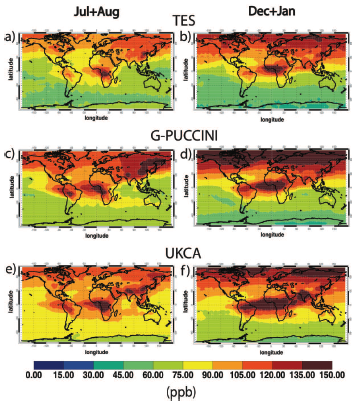 Jul+Aug Dec+Jan
TES
a) b)
latitude latitude
longitude longitude
G-PUCCINI
c) d)
latitude latitude
longitude longitude
UKCA
e) f)
latitude latitude
longitude longitude
0.00 15.00 30.00 45.00 60.00 75.00 90.00 105.00 120.00 135.00 150.00
(ppb)